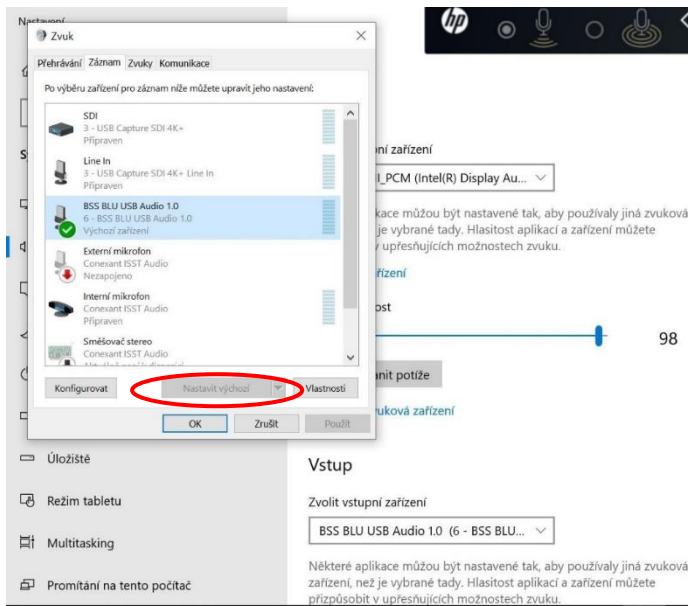 Nastavení
Zvuk
Přehrávání Záznam Zvuky Komunikace
Po výběru zařízení pro záznam níže můžete upravit jeho nastavení:
SDI
3 - USB Capture SDI 4K+
Připraven
Line In
3 - USB Capture SDI 4K+ Line In
Připraven
BSS BLU USB Audio 1.0
6 - BSS BLU USB Audio 1.0
Výchozí zařízení
Externí mikrofon
Conexant ISST Audio
Nezapojeno
Interní mikrofon
Conexant ISST Audio
Připraven
Směšovač stereo
Conexant ISST Audio
Konfigurovat Nastavit výchozí Vlastnosti
OK Zrušit Použít
Úložiště
Režim tabletu
Multitasking
Promítání na tento počítač
hp
ní zařízení
I_PCM (Intel(R) Display Au...
kace můžou být nastavené tak, aby používaly jiná zvuková
je vybrané tady. Hlasitost aplikací a zařízení můžete
v upřesňujících možnostech zvuku.
řízení
ost
98
nit potíže
uková zařízení
Vstup
Zvolit vstupní zařízení
BSS BLU USB Audio 1.0 (6 - BSS BLU...
Některé aplikace můžou být nastavené tak, aby používaly jiná zvuková
zařízení, než je vybrané tady. Hlasitost aplikací a zařízení můžete
přizpůsobit v upřesňujících možnostech zvuku.